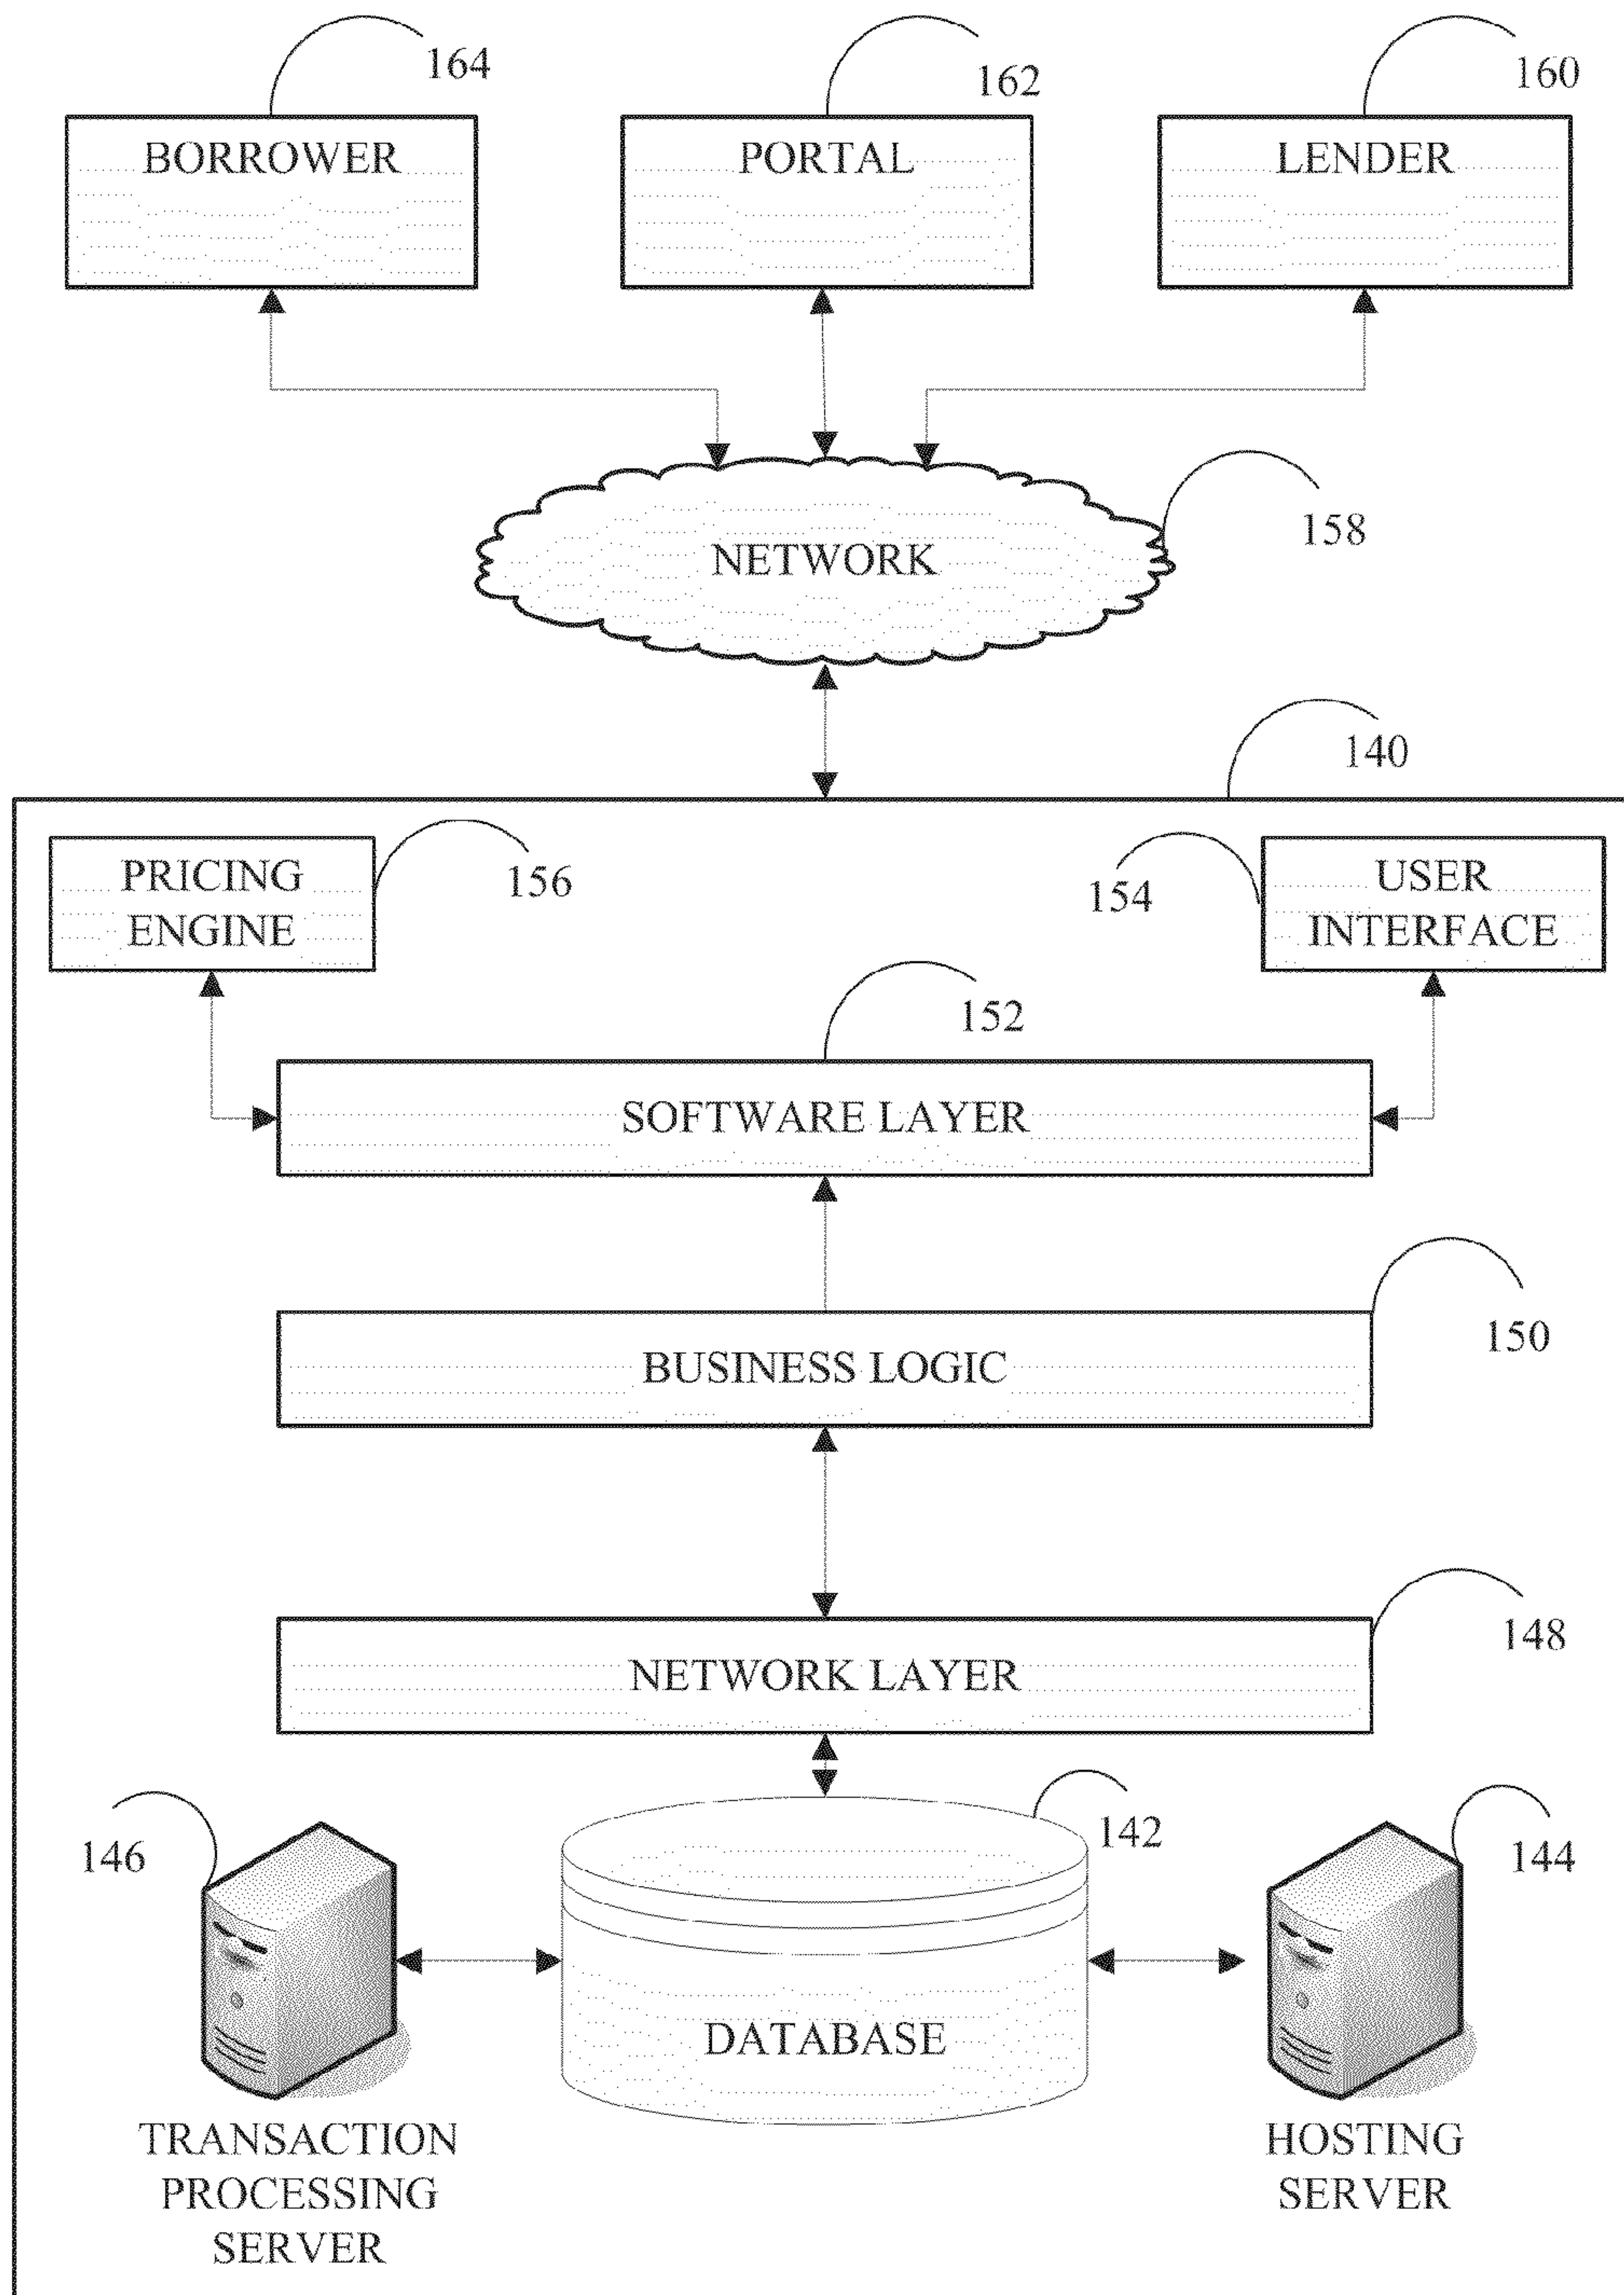 164
162
160
BORROWER
PORTAL
LENDER
NETWORK
158
140
PRICING
ENGINE
156
154
USER
INTERFACE
152
SOFTWARE LAYER
BUSINESS LOGIC
150
NETWORK LAYER
148
146
142
144
DATABASE
TRANSACTION
PROCESSING
SERVER
HOSTING
SERVER